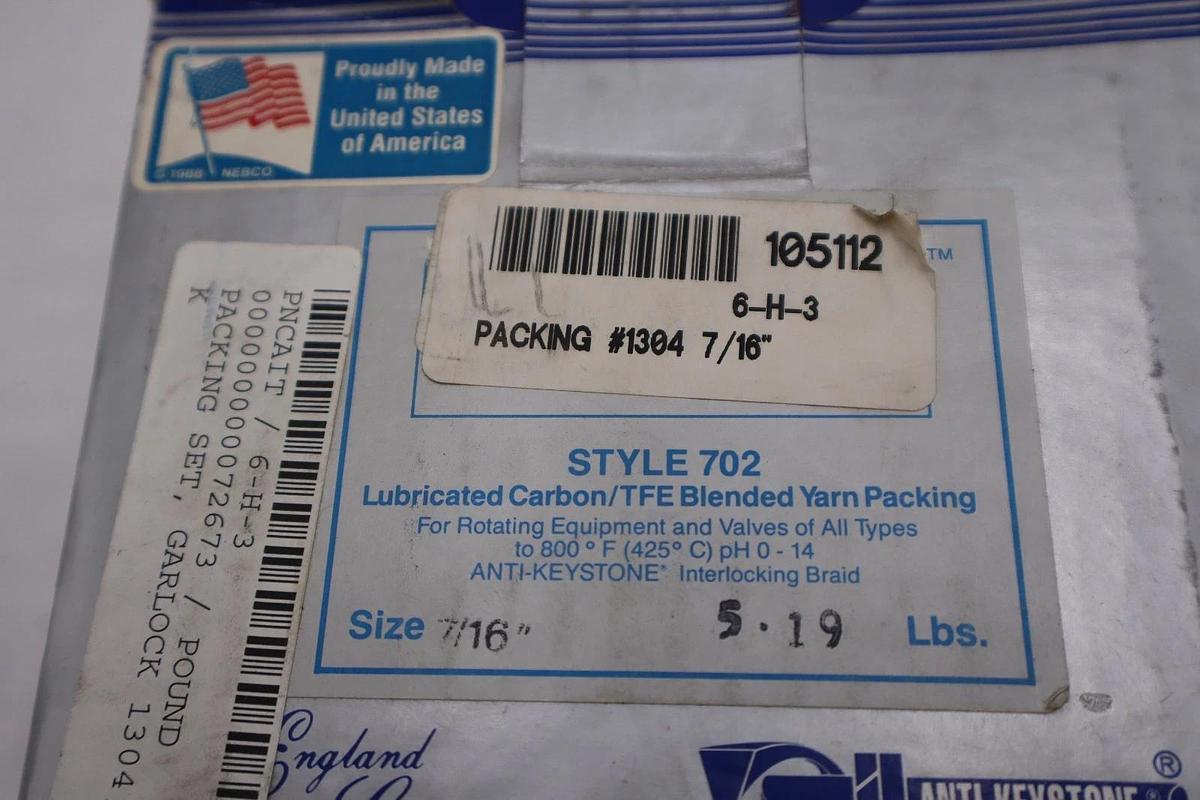 Proudly Made
in the
United States
of America
© 1988 NEBCO
105112
6-H-3
PACKING #1304 7/16"
TM
PNCAIT / 6-H-3
000000000072673 / POUND
PACKING SET, GARLOCK 1304
K
STYLE 702
Lubricated Carbon/TFE Blended Yarn Packing
For Rotating Equipment and Valves of All Types
to 800 ° F (425° C) pH 0 - 14
ANTI-KEYSTONE® Interlocking Braid
Size 7/16" 5.19 Lbs.
England
ANTI-KEYSTONE ®